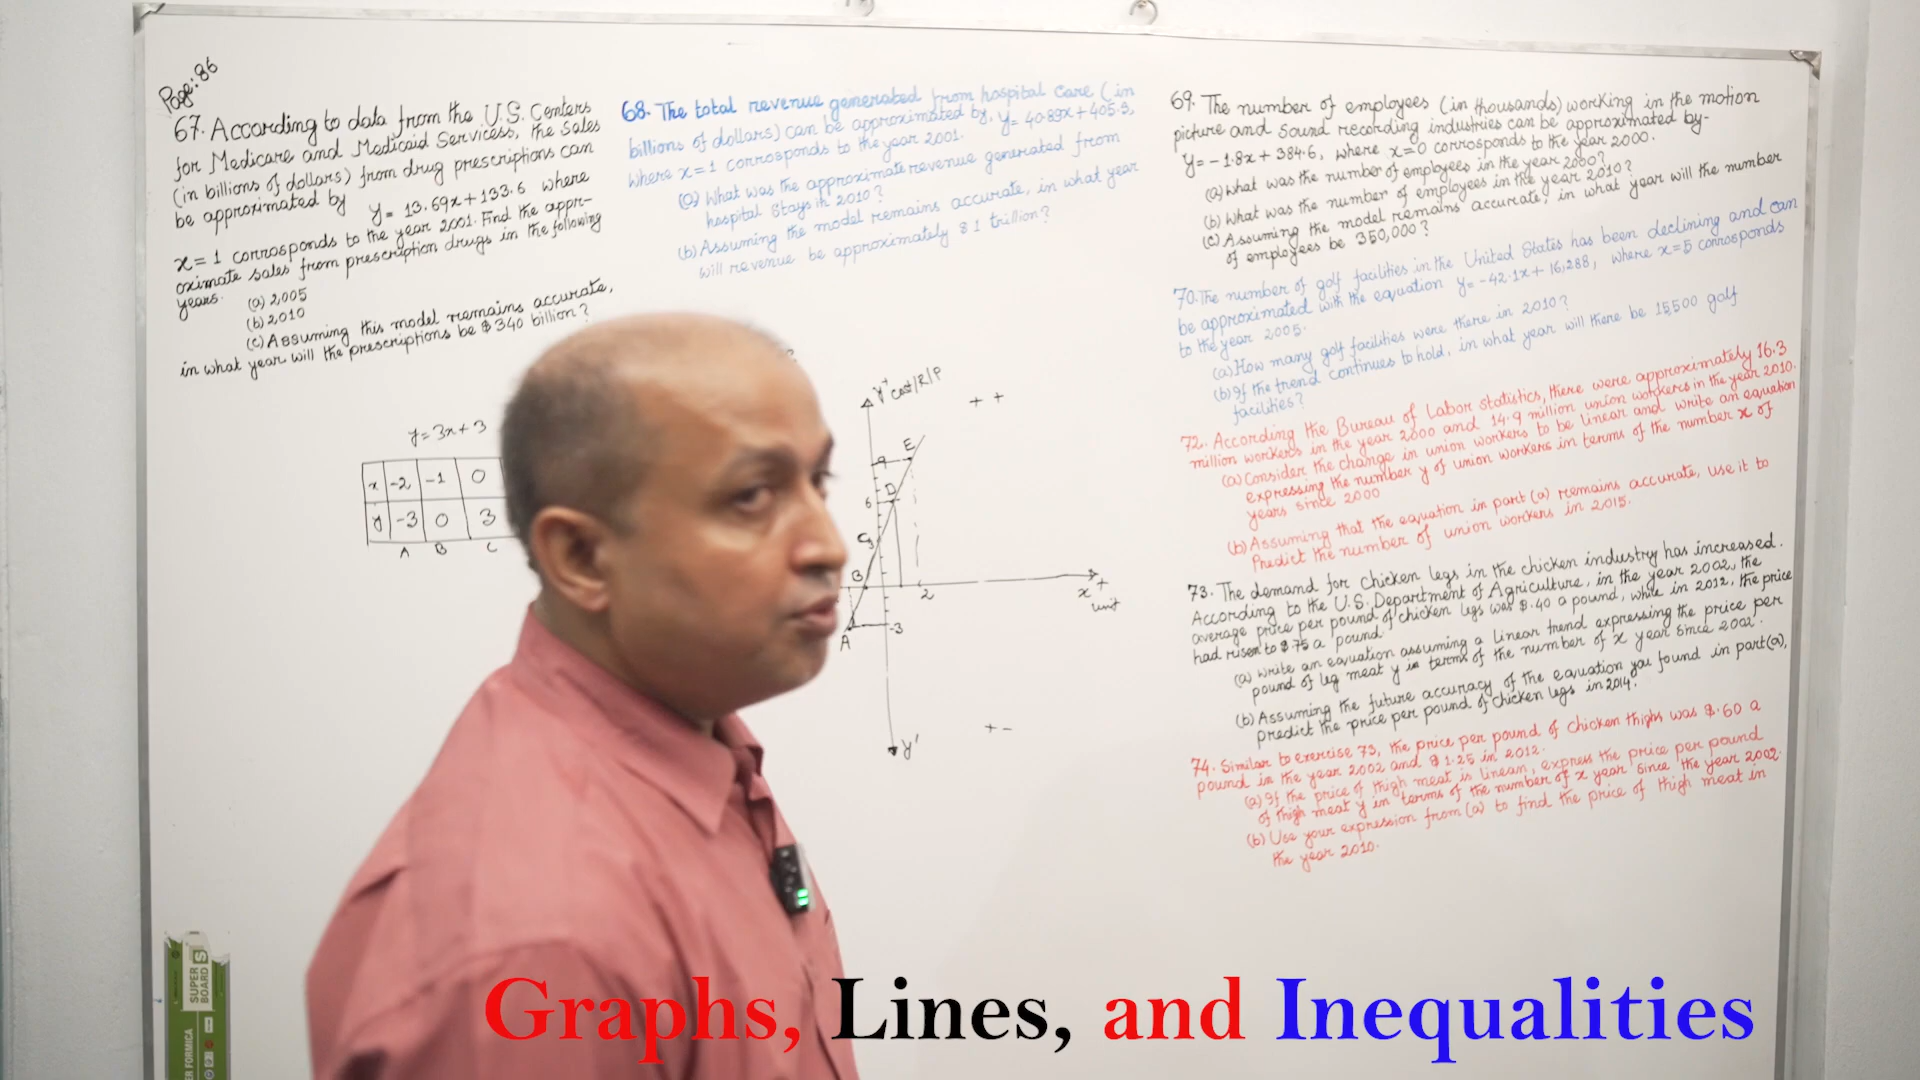 Page: 86
67. According to data from the U.S. Centers
for Medicare and Medicaid Servicess, the sales
(in billions of dollars) from drug prescriptions can
be approximated by y = 13.69x + 133.6 where
x = 1 corrosponds to the year 2001. Find the appr-
oximate sales from prescription drugs in the following
years.
(a) 2005
(b) 2010
(c) Assuming this model remains accurate,
in what year will the prescriptions be $ 340 billion?
y = 3x + 3
x -2 -1 0
y -3 0 3
A B C
68. The total revenue generated from hospital care (in
billions of dollars) can be approximated by, y = 40.89x + 405.3,
where x = 1 corrosponds to the year 2001.
(a) What was the approximate revenue generated from
hospital stays in 2010?
(b) Assuming the model remains accurate, in what year
will revenue be approximately $ 1 trillion?
y+ cost/R/P
+ +
E
9
D
6
C
3
B
2
x+
unit
-3
A
+ -
y'
69. The number of employees (in thousands) working in the motion
picture and sound recording industries can be approximated by-
y = -1.8x + 384.6, where x = 0 corrosponds to the year 2000.
(a) What was the number of employees in the year 2000?
(b) What was the number of employees in the year 2010?
(c) Assuming the model remains accurate, in what year will the number
of employees be 350,000?
70. The number of golf facilities in the United States has been declining and can
be approximated with the equation y = -42.1x + 16,288, where x = 5 corrosponds
to the year 2005.
(a) How many golf facilities were there in 2010?
(b) If the trend continues to hold, in what year will there be 15,500 golf
facilities?
72. According the Bureau of Labor statistics, there were approximately 16.3
million workers in the year 2000 and 14.9 million union workers in the year 2010.
(a) Consider the change in union workers to be linear and write an equation
expressing the number y of union workers in terms of the number x of
years since 2000
(b) Assuming that the equation in part (a) remains accurate, use it to
Predict the number of union workers in 2015.
73. The demand for chicken legs in the chicken industry has increased.
According to the U.S. Department of Agriculture, in the year 2002, the
average price per pound of chicken legs was $.40 a pound, while in 2012, the price
had risen to $.75 a pound.
(a) Write an equation assuming a linear trend expressing the price per
pound of leg meat y in terms of the number of x year since 2002.
(b) Assuming the future accuracy of the equation you found in part (a),
predict the price per pound of chicken legs in 2014.
74. Similar to exercise 73, the price per pound of chicken thighs was $.60 a
pound in the year 2002 and $ 1.25 in 2012.
(a) If the price of thigh meat is linear, express the price per pound
of thigh meat y in terms of the number of x year since the year 2002.
(b) Use your expression from (a) to find the price of thigh meat in
the year 2010.
SUPER
BOARD S
ER FORMICA
Graphs, Lines, and Inequalities